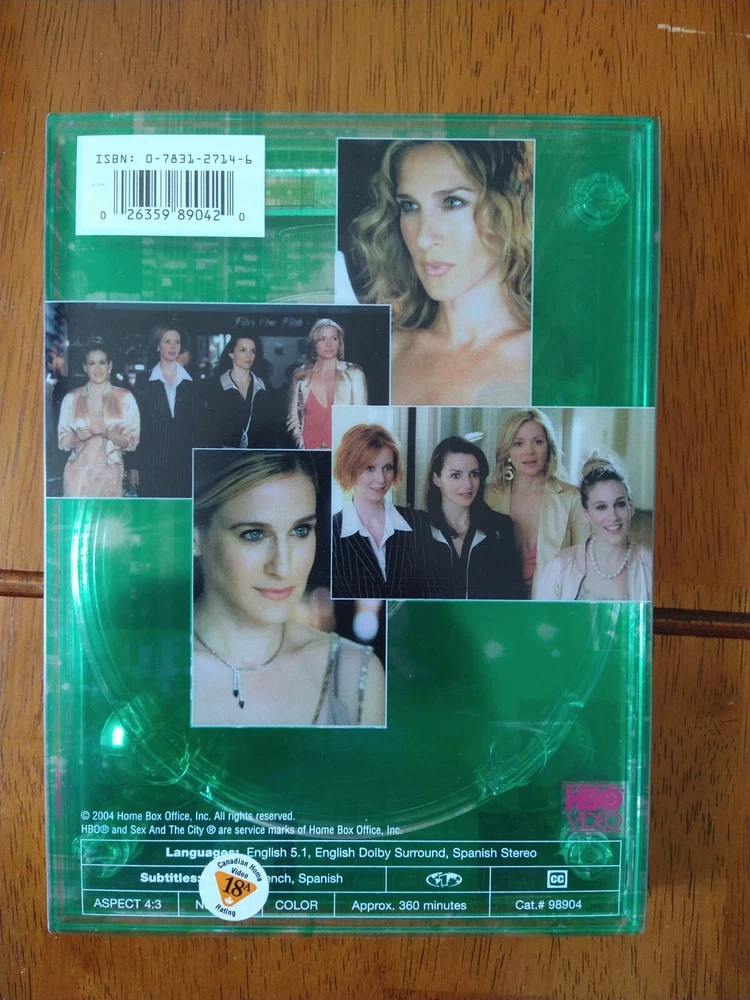 ISBN: 0-7831-2714-6
0 26359 89042 0
Fifth
HBO
VIDEO
© 2004 Home Box Office, Inc. All rights reserved.
HBO® and Sex And The City ® are service marks of Home Box Office, Inc.
Languages: English 5.1, English Dolby Surround, Spanish Stereo
Subtitles: Spanish
CC
Canadian Home
Video
18A
Rating
ASPECT 4:3
COLOR
Approx. 360 minutes
Cat.# 98904